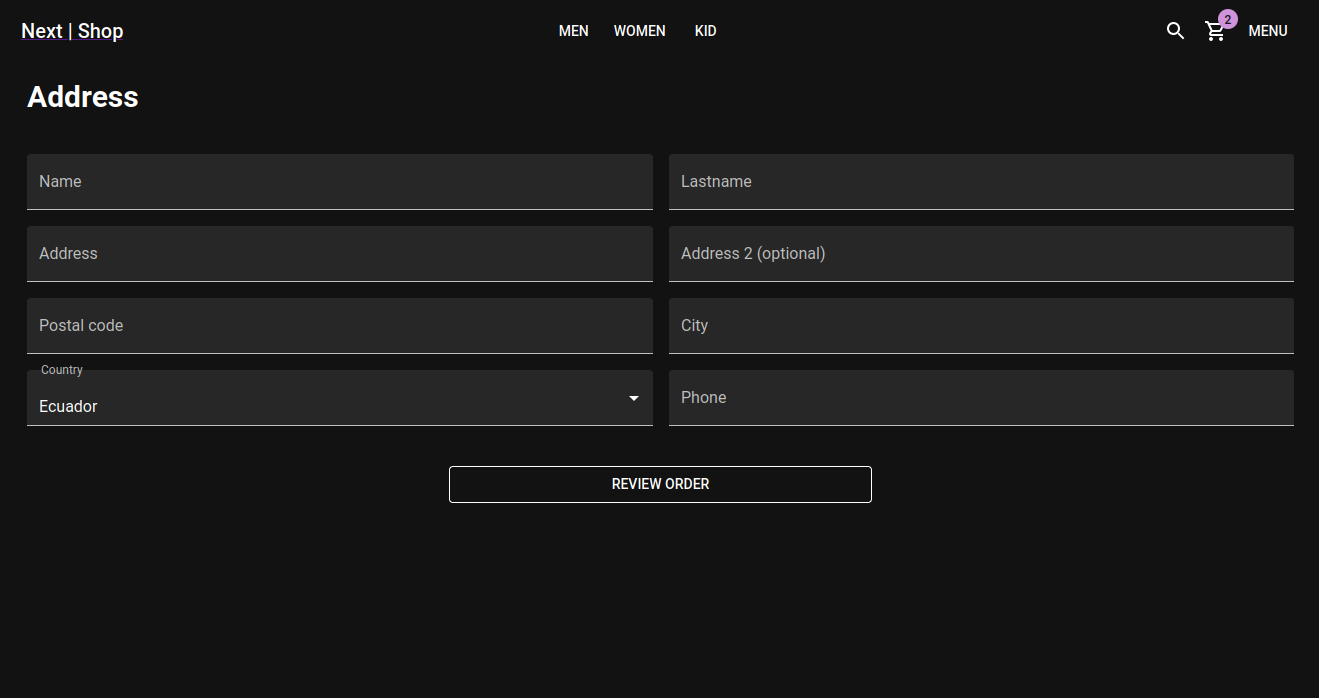 Next | Shop MEN WOMEN KID 2 MENU
Address
Name Lastname
Address Address 2 (optional)
Postal code City
Country
Ecuador Phone
REVIEW ORDER